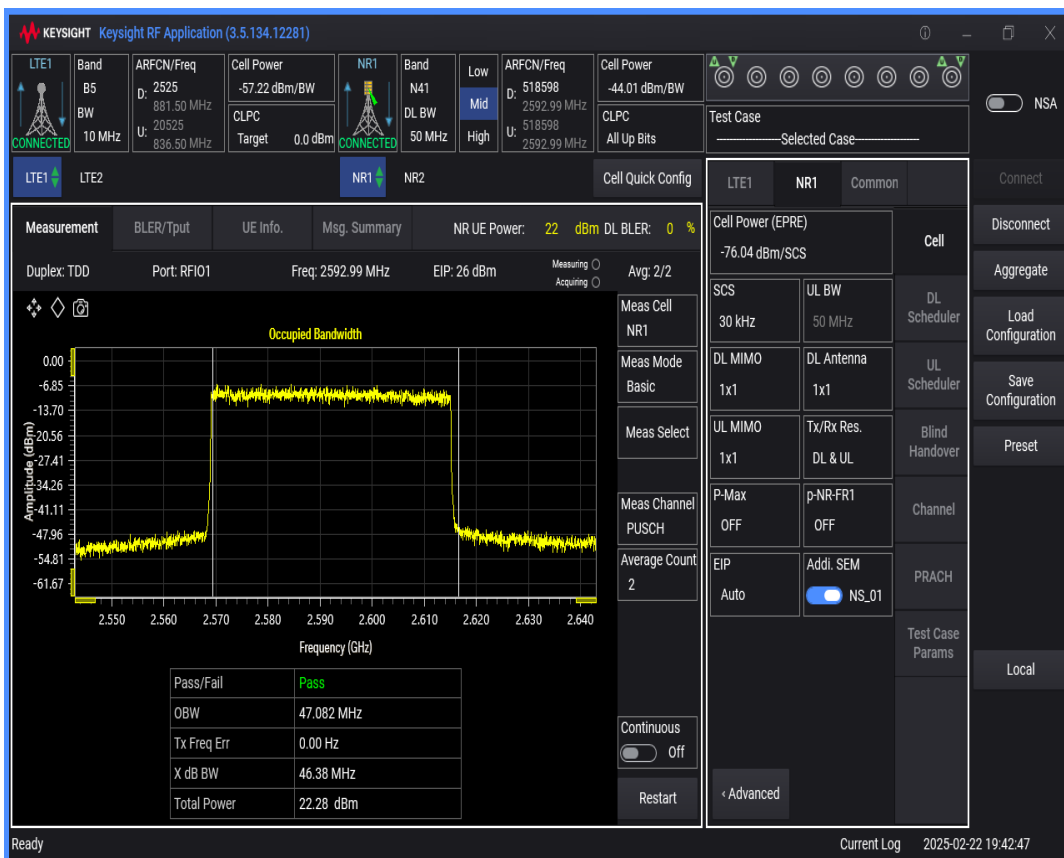 KEYSIGHT Keysight RF Application (3.5.134.12281)
LTE1 Band ARFCN/Freq Cell Power NR1 Band Low ARFCN/Freq Cell Power
B5 D: 2525 -57.22 dBm/BW N41 D: 518598 -44.01 dBm/BW
881.50 MHz 2592.99 MHz
BW CLPC DL BW Mid CLPC Test Case
U: 20525 U: 518598
CONNECTED 10 MHz 836.50 MHz Target 0.0 dBm CONNECTED 50 MHz High 2592.99 MHz All Up Bits Selected Case
NSA
LTE1 LTE2 NR1 NR2 Cell Quick Config
LTE1 NR1 Common
Connect
Measurement BLER/Tput UE Info. Msg. Summary NR UE Power: 22 dBm DL BLER: 0 %
Duplex: TDD Port: RFIO1 Freq: 2592.99 MHz EIP: 26 dBm Measuring Avg: 2/2
Acquiring
Occupied Bandwidth
0.00
-6.85
-13.70
-20.56
-27.41
-34.26
-41.11
-47.96
-54.81
-61.67
Amplitude (dBm)
2.550 2.560 2.570 2.580 2.590 2.600 2.610 2.620 2.630 2.640
Frequency (GHz)
Pass/Fail Pass
OBW 47.082 MHz
Tx Freq Err 0.00 Hz
X dB BW 46.38 MHz
Total Power 22.28 dBm
Meas Cell
NR1
Meas Mode
Basic
Meas Select
Meas Channel
PUSCH
Average Count
2
Continuous
Off
Restart
Cell Power (EPRE)
-76.04 dBm/SCS
SCS UL BW
30 kHz 50 MHz
DL MIMO DL Antenna
1x1 1x1
UL MIMO Tx/Rx Res.
1x1 DL & UL
P-Max p-NR-FR1
OFF OFF
EIP Addi. SEM
Auto NS_01
‹ Advanced
Cell
DL
Scheduler
UL
Scheduler
Blind
Handover
Channel
PRACH
Test Case
Params
Disconnect
Aggregate
Load
Configuration
Save
Configuration
Preset
Local
Ready Current Log 2025-02-22 19:42:47